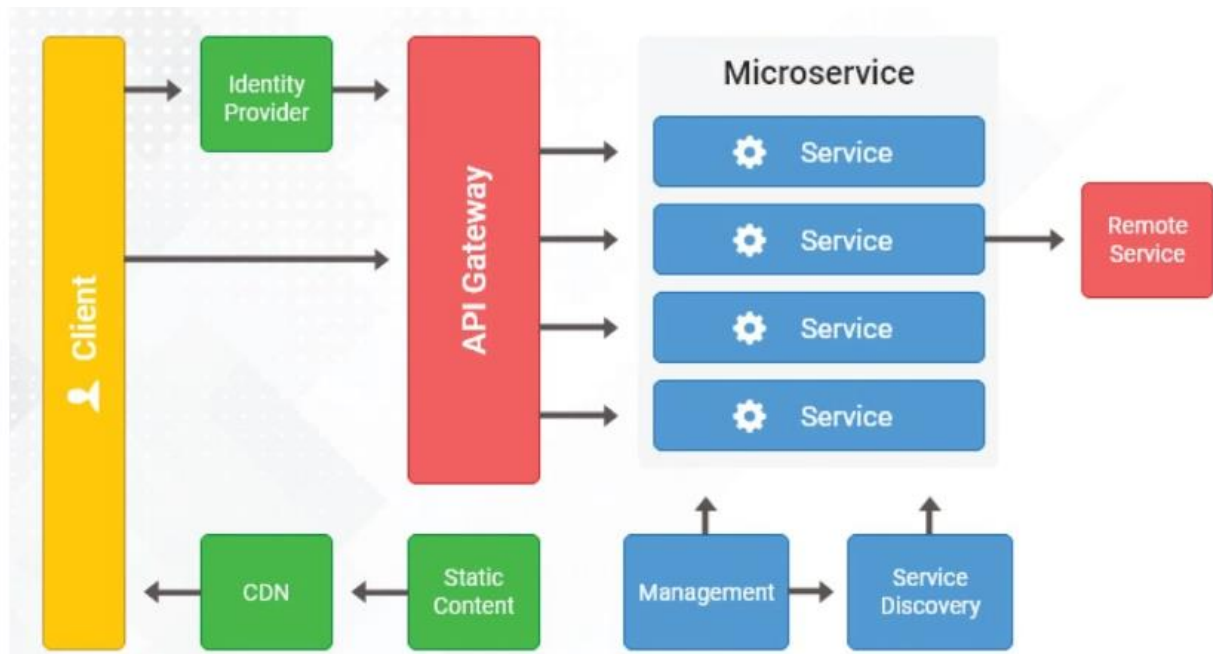 Client
Identity
Provider
API Gateway
Microservice
Service
Service
Service
Service
Remote
Service
CDN
Static
Content
Management
Service
Discovery